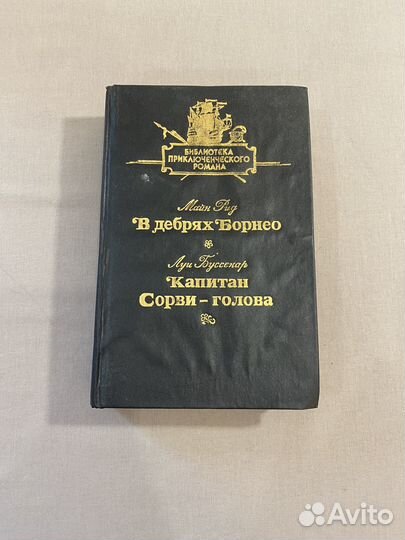 БИБЛИОТЕКА
ПРИКЛЮЧЕНЧЕСКОГО
РОМАНА
Майн Рид
В дебрях Борнео
Луи Буссенар
Капитан
Сорви – голова
Avito